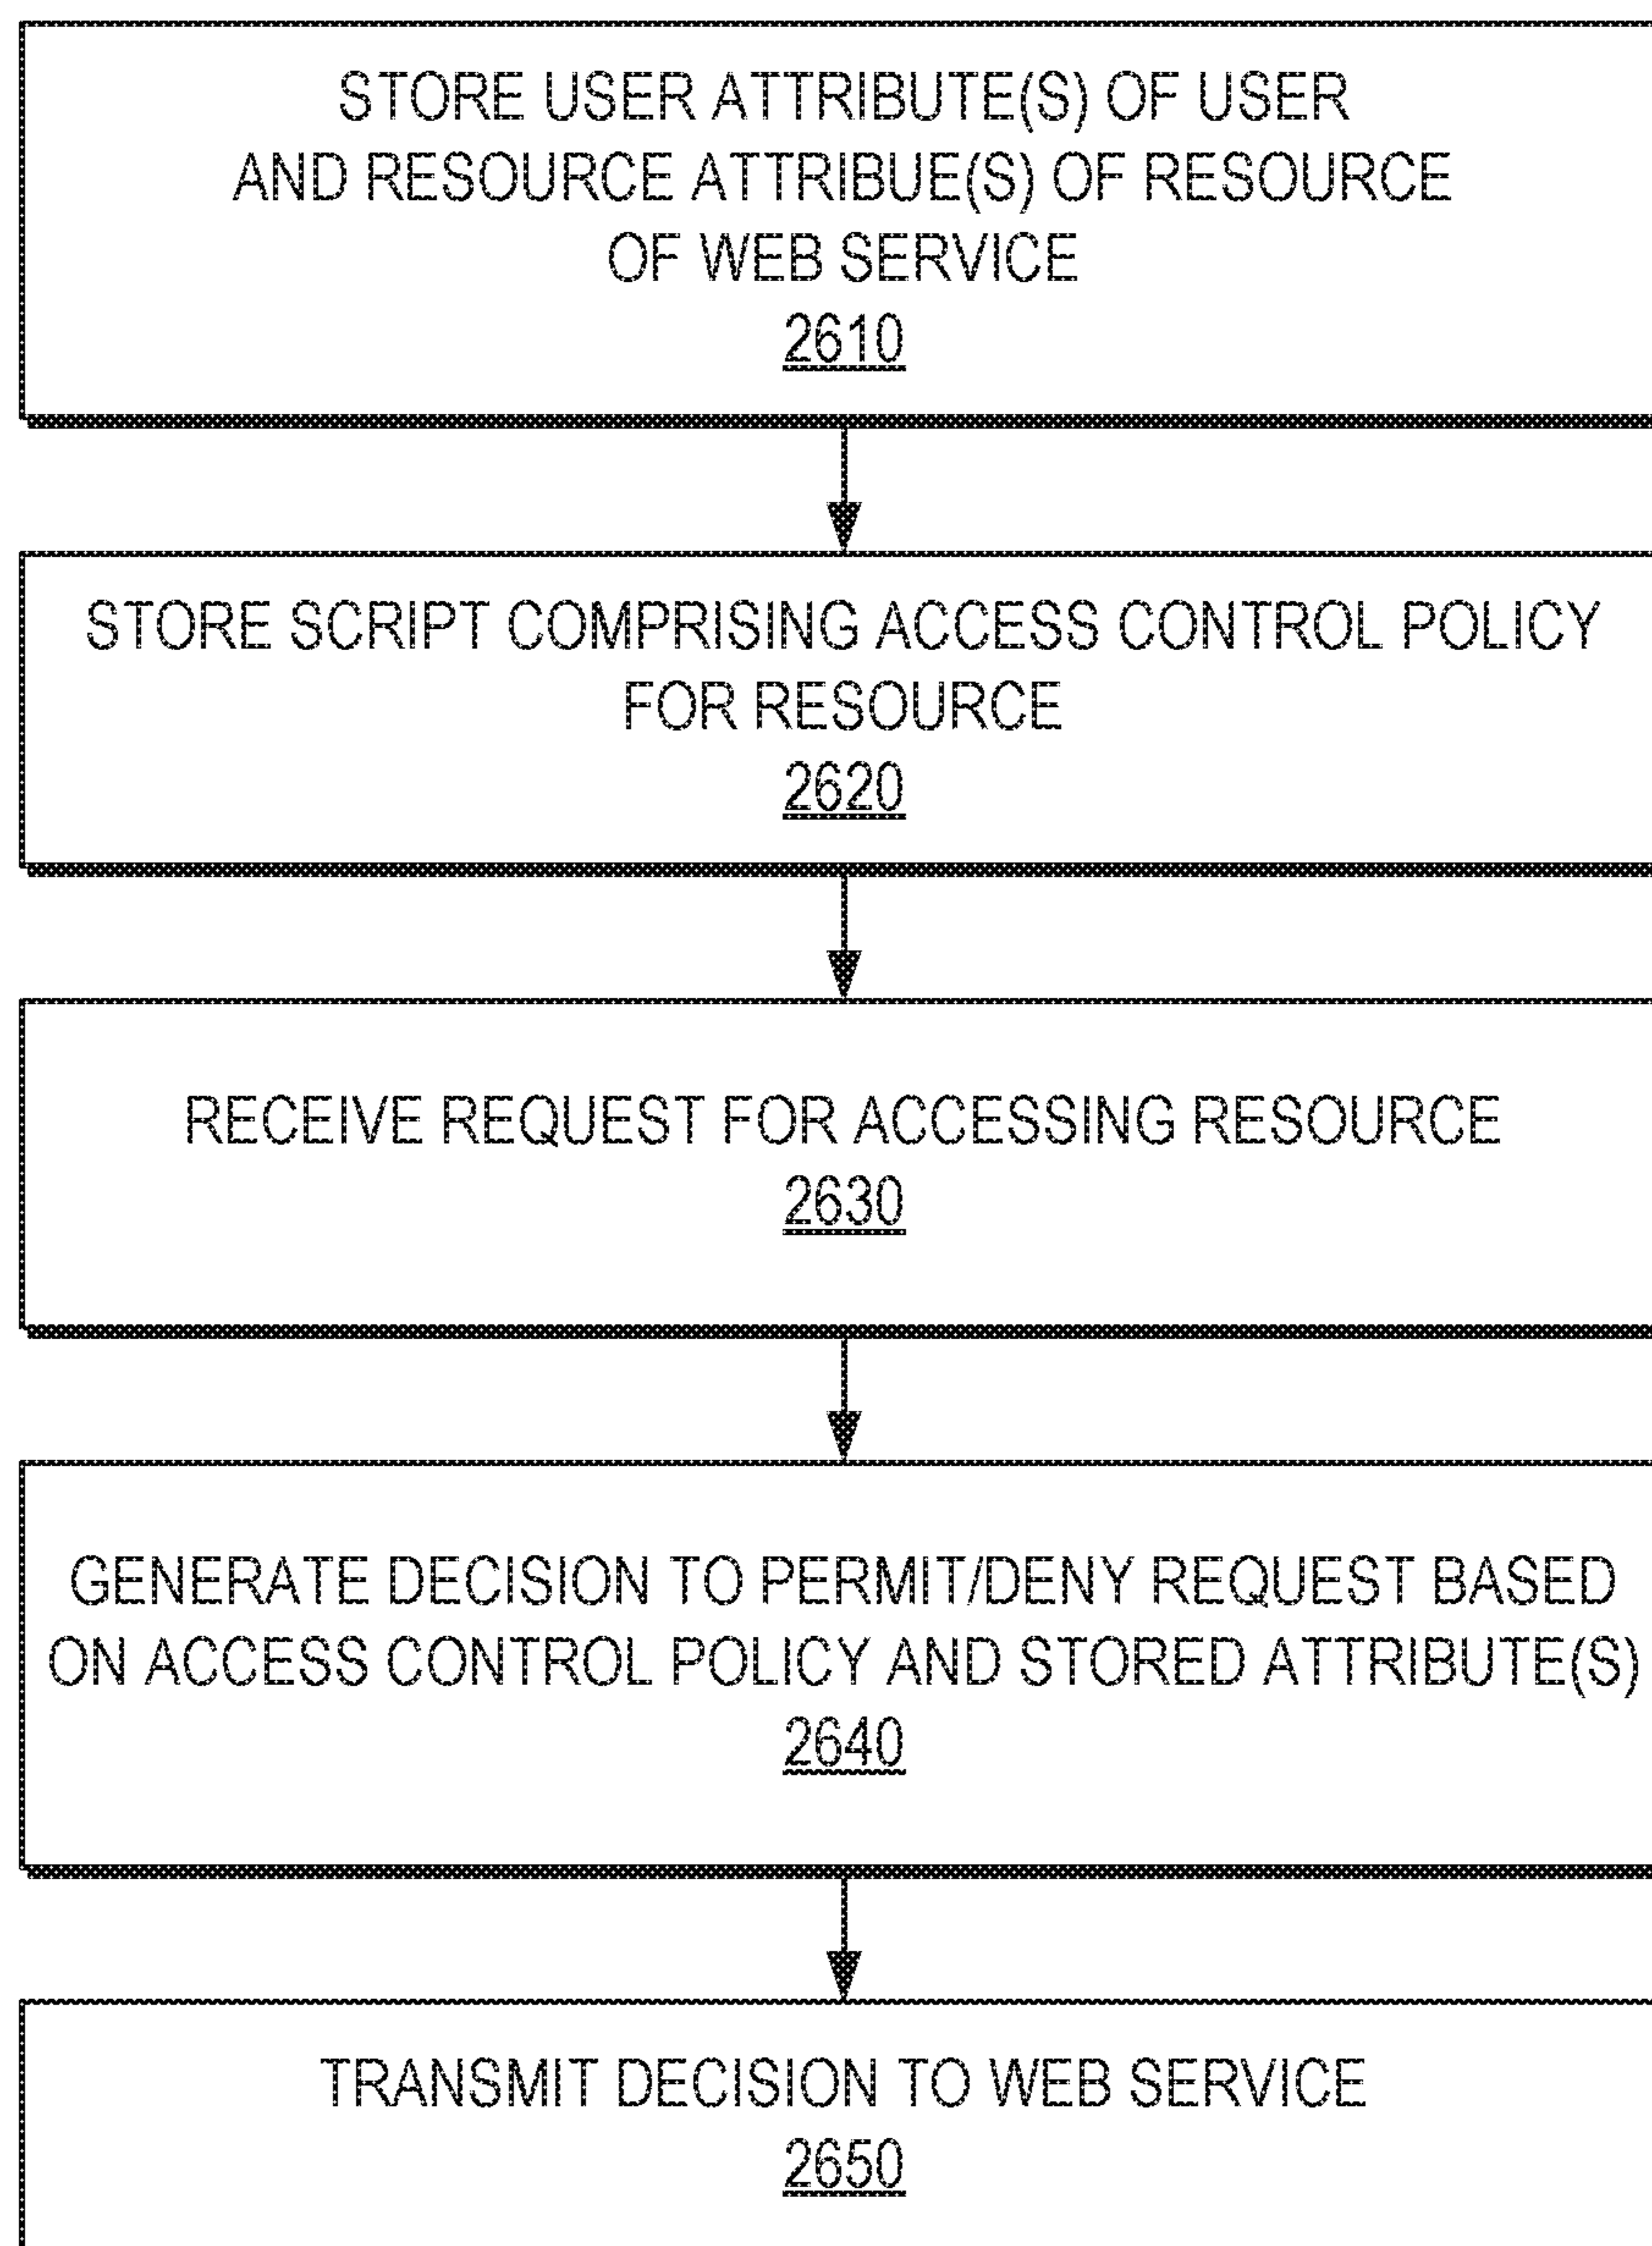 STORE USER ATTRIBUTE(S) OF USER
AND RESOURCE ATTRIBUE(S) OF RESOURCE
OF WEB SERVICE
2610
STORE SCRIPT COMPRISING ACCESS CONTROL POLICY
FOR RESOURCE
2620
RECEIVE REQUEST FOR ACCESSING RESOURCE
2630
GENERATE DECISION TO PERMIT/DENY REQUEST BASED
ON ACCESS CONTROL POLICY AND STORED ATTRIBUTE(S)
2640
TRANSMIT DECISION TO WEB SERVICE
2650